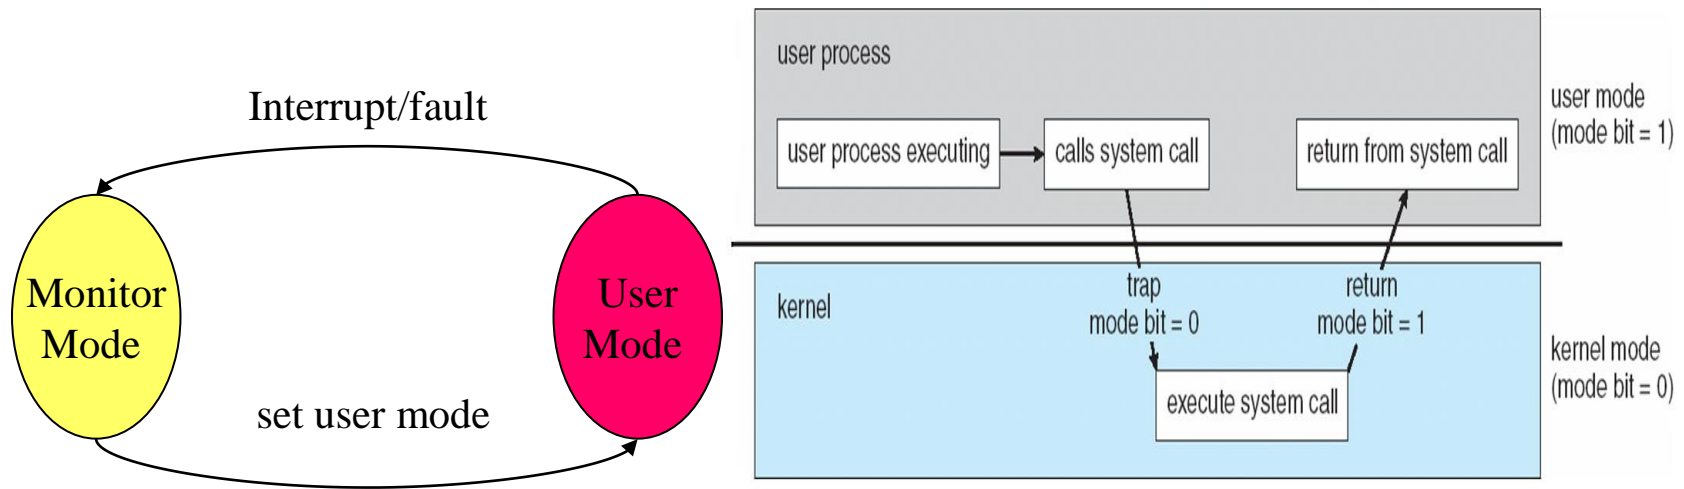 Interrupt/fault
Monitor
Mode
User
Mode
set user mode
user process
user process executing
calls system call
return from system call
user mode
(mode bit = 1)
kernel
trap
mode bit = 0
return
mode bit = 1
execute system call
kernel mode
(mode bit = 0)